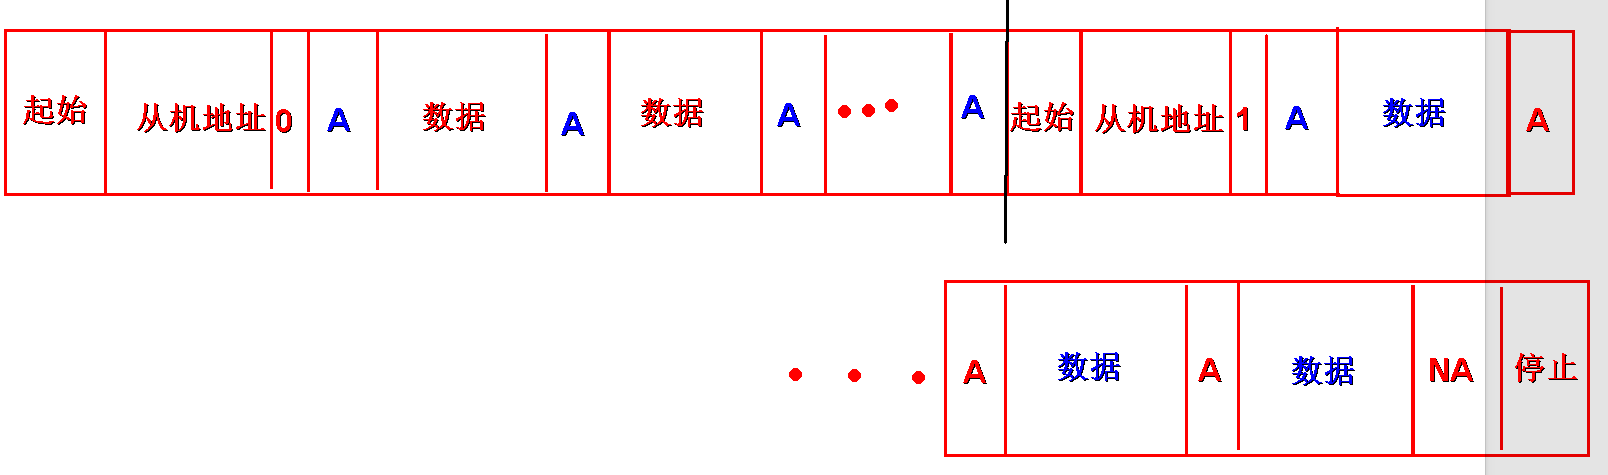 起始 从机地址 0 A 数据 A 数据 A A 起始 从机地址 1 A 数据 A
A 数据 A 数据 NA 停止